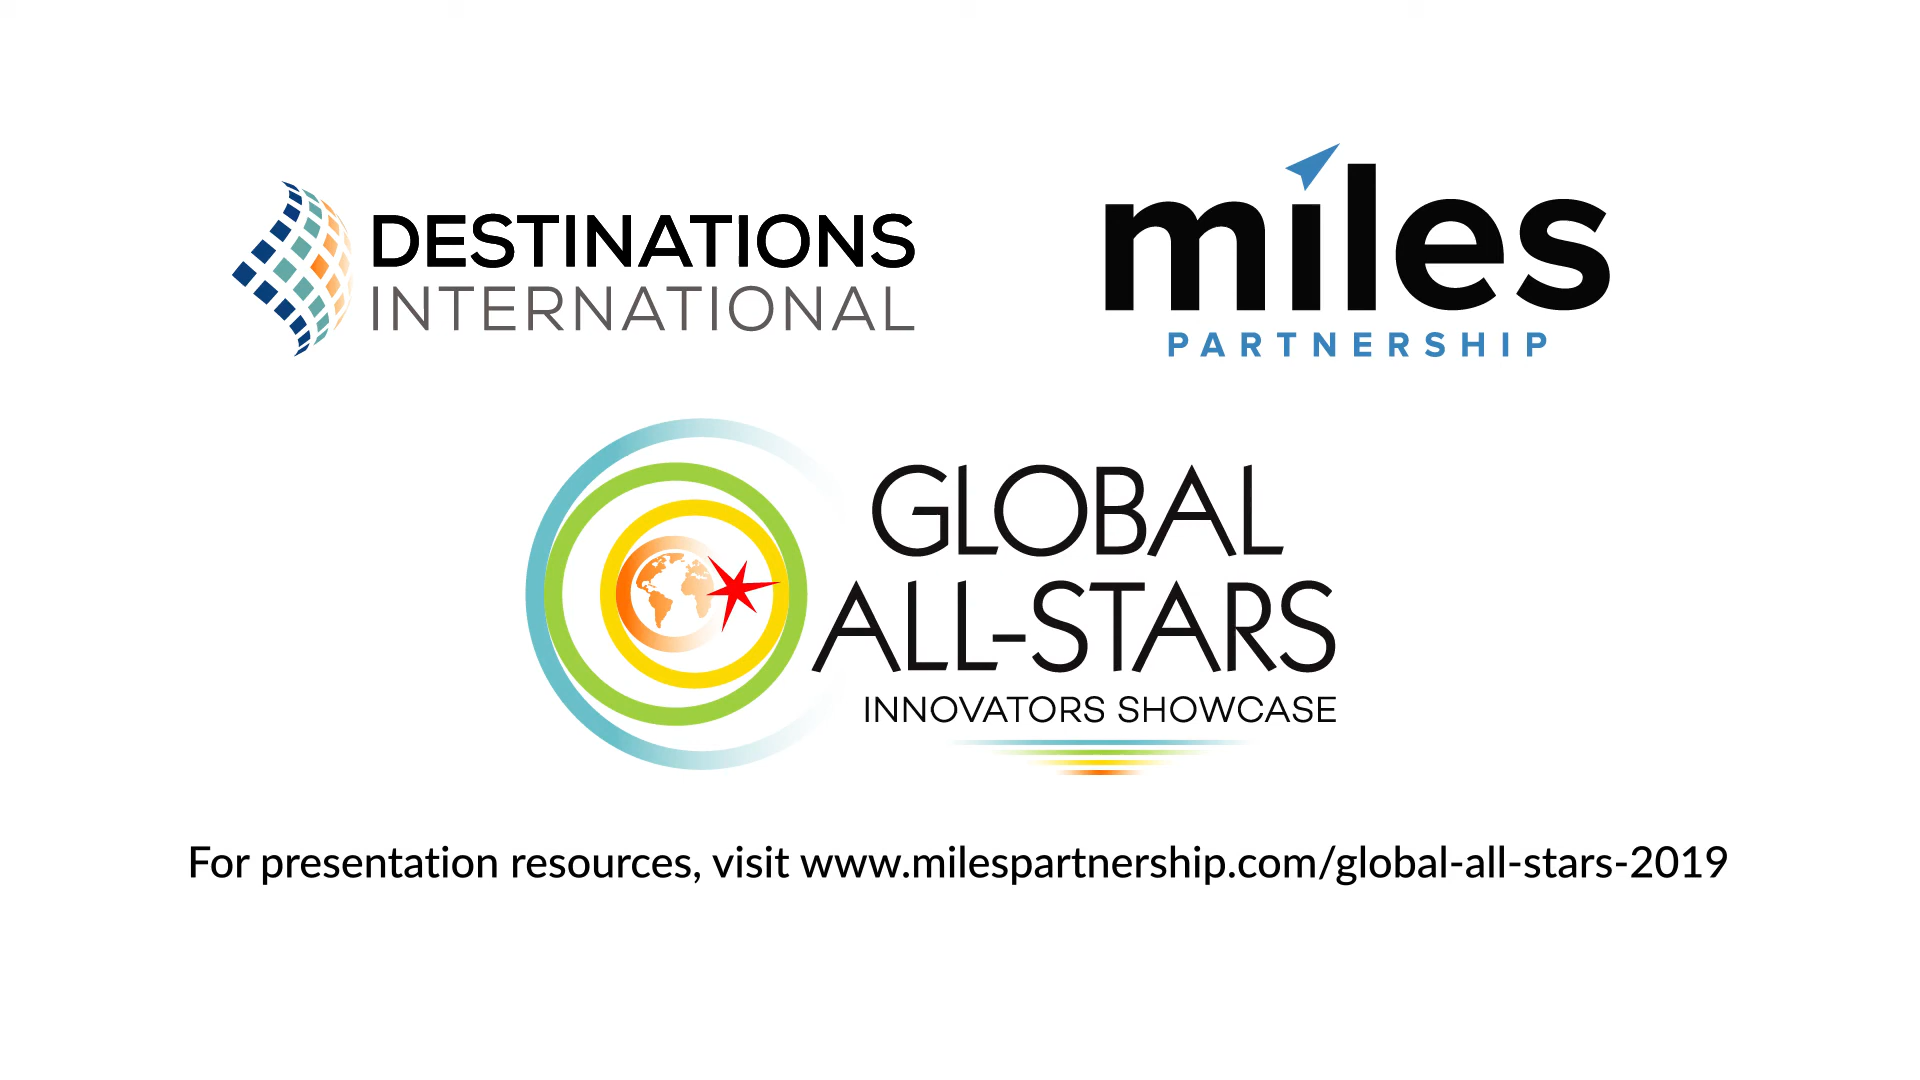 DESTINATIONS
INTERNATIONAL
miles
PARTNERSHIP
GLOBAL
ALL-STARS
INNOVATORS SHOWCASE
For presentation resources, visit www.milespartnership.com/global-all-stars-2019